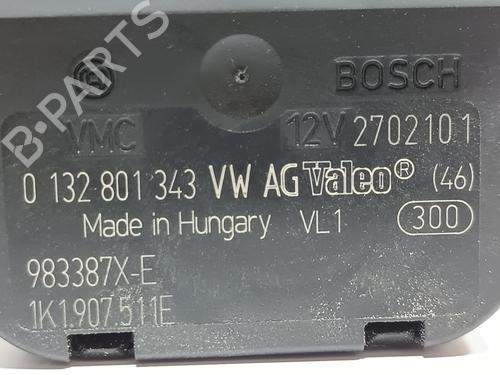 BOSCH
VMC 12V 2702101
0 132 801 343 VW AG Valeo® (46)
Made in Hungary VL1 300
983387X-E
1K1.907.511E
B-PARTS